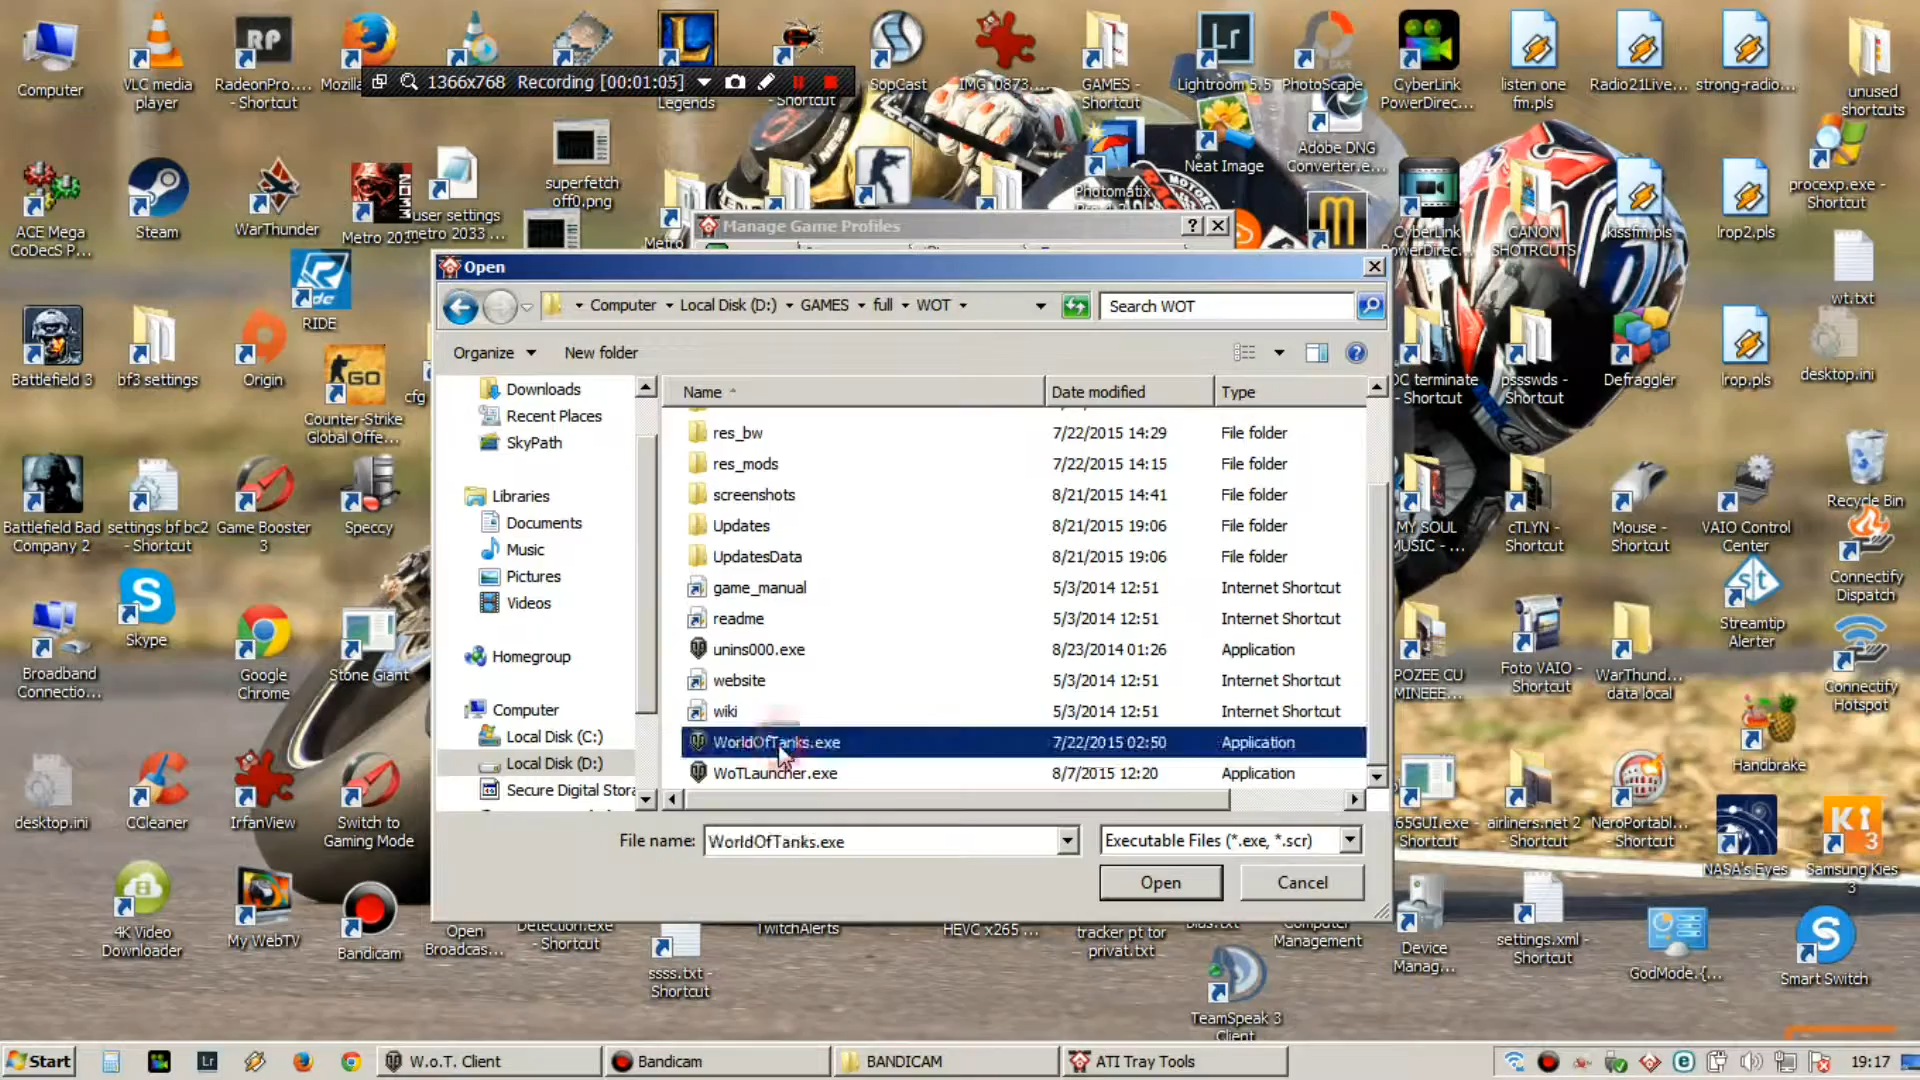 Computer
VLC media
player
RadeonPro....
- Shortcut
Mozilla
1366x768 Recording [00:01:05]
Legends
- Shortcut
SopCast
IMG_0873....
GAMES -
Shortcut
Lightroom 5.5
PhotoScape
CyberLink
PowerDirec...
listen one
fm.pls
Radio21Live...
strong-radio...
unused
shortcuts
ACE Mega
CoDecS P...
Steam
WarThunder
Metro 2033
user settings
metro 2033 ...
superfetch
off0.png
Metro
Photomatix
Neat Image
Adobe DNG
Converter.e...
CyberLink
PowerDirec...
CANON
SHOTRCUTS
kissfm.pls
lrop2.pls
procexp.exe -
Shortcut
wt.txt
RIDE
Manage Game Profiles
Open
Computer
Local Disk (D:)
GAMES
full
WOT
Search WOT
Organize
New folder
Battlefield 3
bf3 settings
Origin
Counter-Strike
Global Offe...
cfg
Name
Date modified
Type
Downloads
Recent Places
SkyPath
Libraries
Documents
Music
Pictures
Videos
Homegroup
Computer
Local Disk (C:)
Local Disk (D:)
Secure Digital Stora
res_bw 7/22/2015 14:29 File folder
res_mods 7/22/2015 14:15 File folder
screenshots 8/21/2015 14:41 File folder
Updates 8/21/2015 19:06 File folder
UpdatesData 8/21/2015 19:06 File folder
game_manual 5/3/2014 12:51 Internet Shortcut
readme 5/3/2014 12:51 Internet Shortcut
unins000.exe 8/23/2014 01:26 Application
website 5/3/2014 12:51 Internet Shortcut
wiki 5/3/2014 12:51 Internet Shortcut
WorldOfTanks.exe 7/22/2015 02:50 Application
WoTLauncher.exe 8/7/2015 12:20 Application
File name: WorldOfTanks.exe
Executable Files (*.exe, *.scr)
Open
Cancel
terminate
- Shortcut
pssswds -
Shortcut
Defraggler
lrop.pls
desktop.ini
Battlefield Bad
Company 2
settings bf bc2
- Shortcut
Game Booster
3
Speccy
MY SOUL
MUSIC - ...
cTLYN -
Shortcut
Mouse -
Shortcut
VAIO Control
Center
Recycle Bin
Connectify
Dispatch
Broadband
Connectio...
Skype
Google
Chrome
Stone Giant
POZEE CU
MINEEE...
Foto VAIO -
Shortcut
WarThund...
data local
Streamtip
Alerter
Connectify
Hotspot
desktop.ini
CCleaner
IrfanView
Switch to
Gaming Mode
65GUI.exe -
Shortcut
airliners.net 2
- Shortcut
NeroPortabl...
- Shortcut
Handbrake
NASA's Eyes
Samsung Kies
3
4K Video
Downloader
My WebTV
Bandicam
Open
Broadcas...
Detection.exe
- Shortcut
ssss.txt -
Shortcut
TwitchAlerts
HEVC x265 ...
tracker pt tor
privat.txt
TeamSpeak 3
Client
Computer
Management
Device
Manag...
settings.xml -
Shortcut
GodMode.{...
Smart Switch
Start
W.o.T. Client
Bandicam
BANDICAM
ATI Tray Tools
19:17